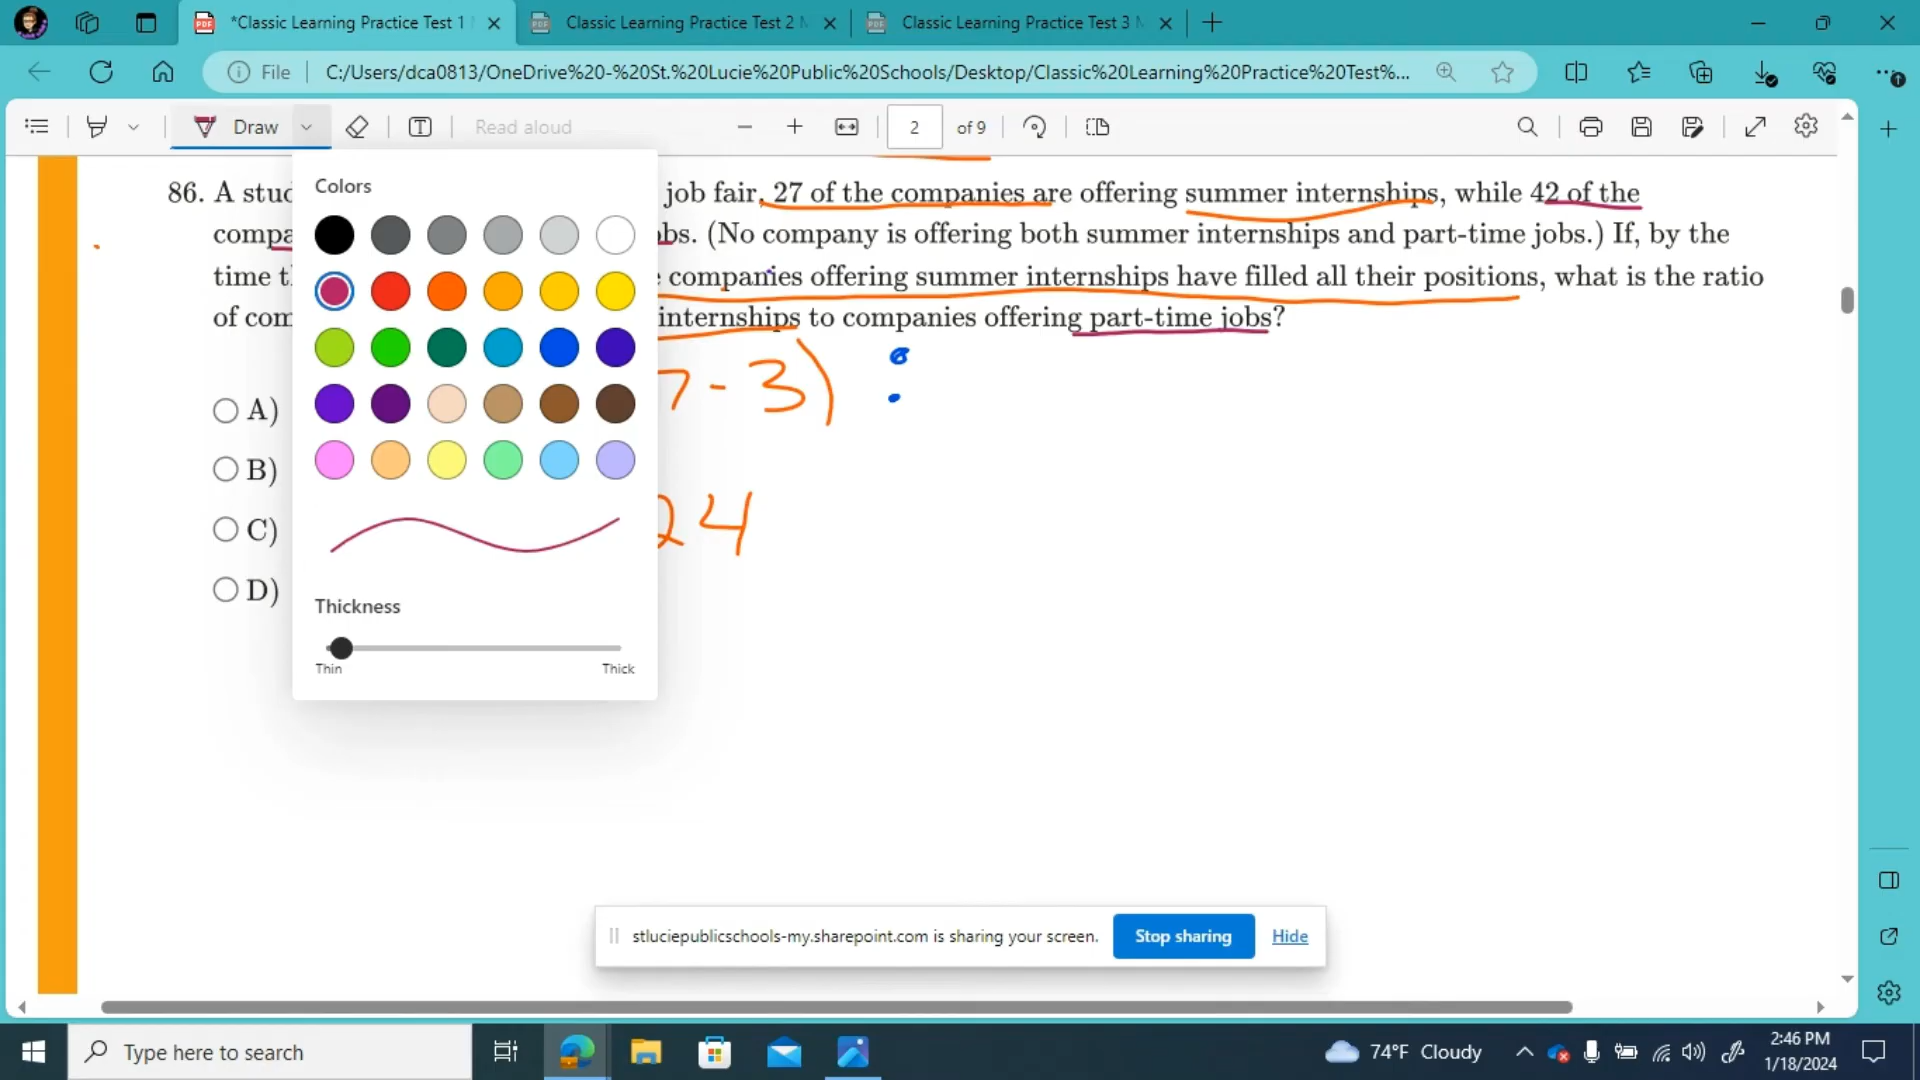 *Classic Learning Practice Test 1
Classic Learning Practice Test 2
Classic Learning Practice Test 3
File
C:/Users/dca0813/OneDrive%20-%20St.%20Lucie%20Public%20Schools/Desktop/Classic%20Learning%20Practice%20Test%...
Draw
Read aloud
2 of 9
Colors
86. A stud job fair, 27 of the companies are offering summer internships, while 42 of the
compa bs. (No company is offering both summer internships and part-time jobs.) If, by the
time t companies offering summer internships have filled all their positions, what is the ratio
of com internships to companies offering part-time jobs?
7 - 3) :
A)
B)
24
C)
D)
Thickness
Thin Thick
stluciepublicschools-my.sharepoint.com is sharing your screen.
Stop sharing
Hide
Type here to search
74°F Cloudy
2:46 PM
1/18/2024